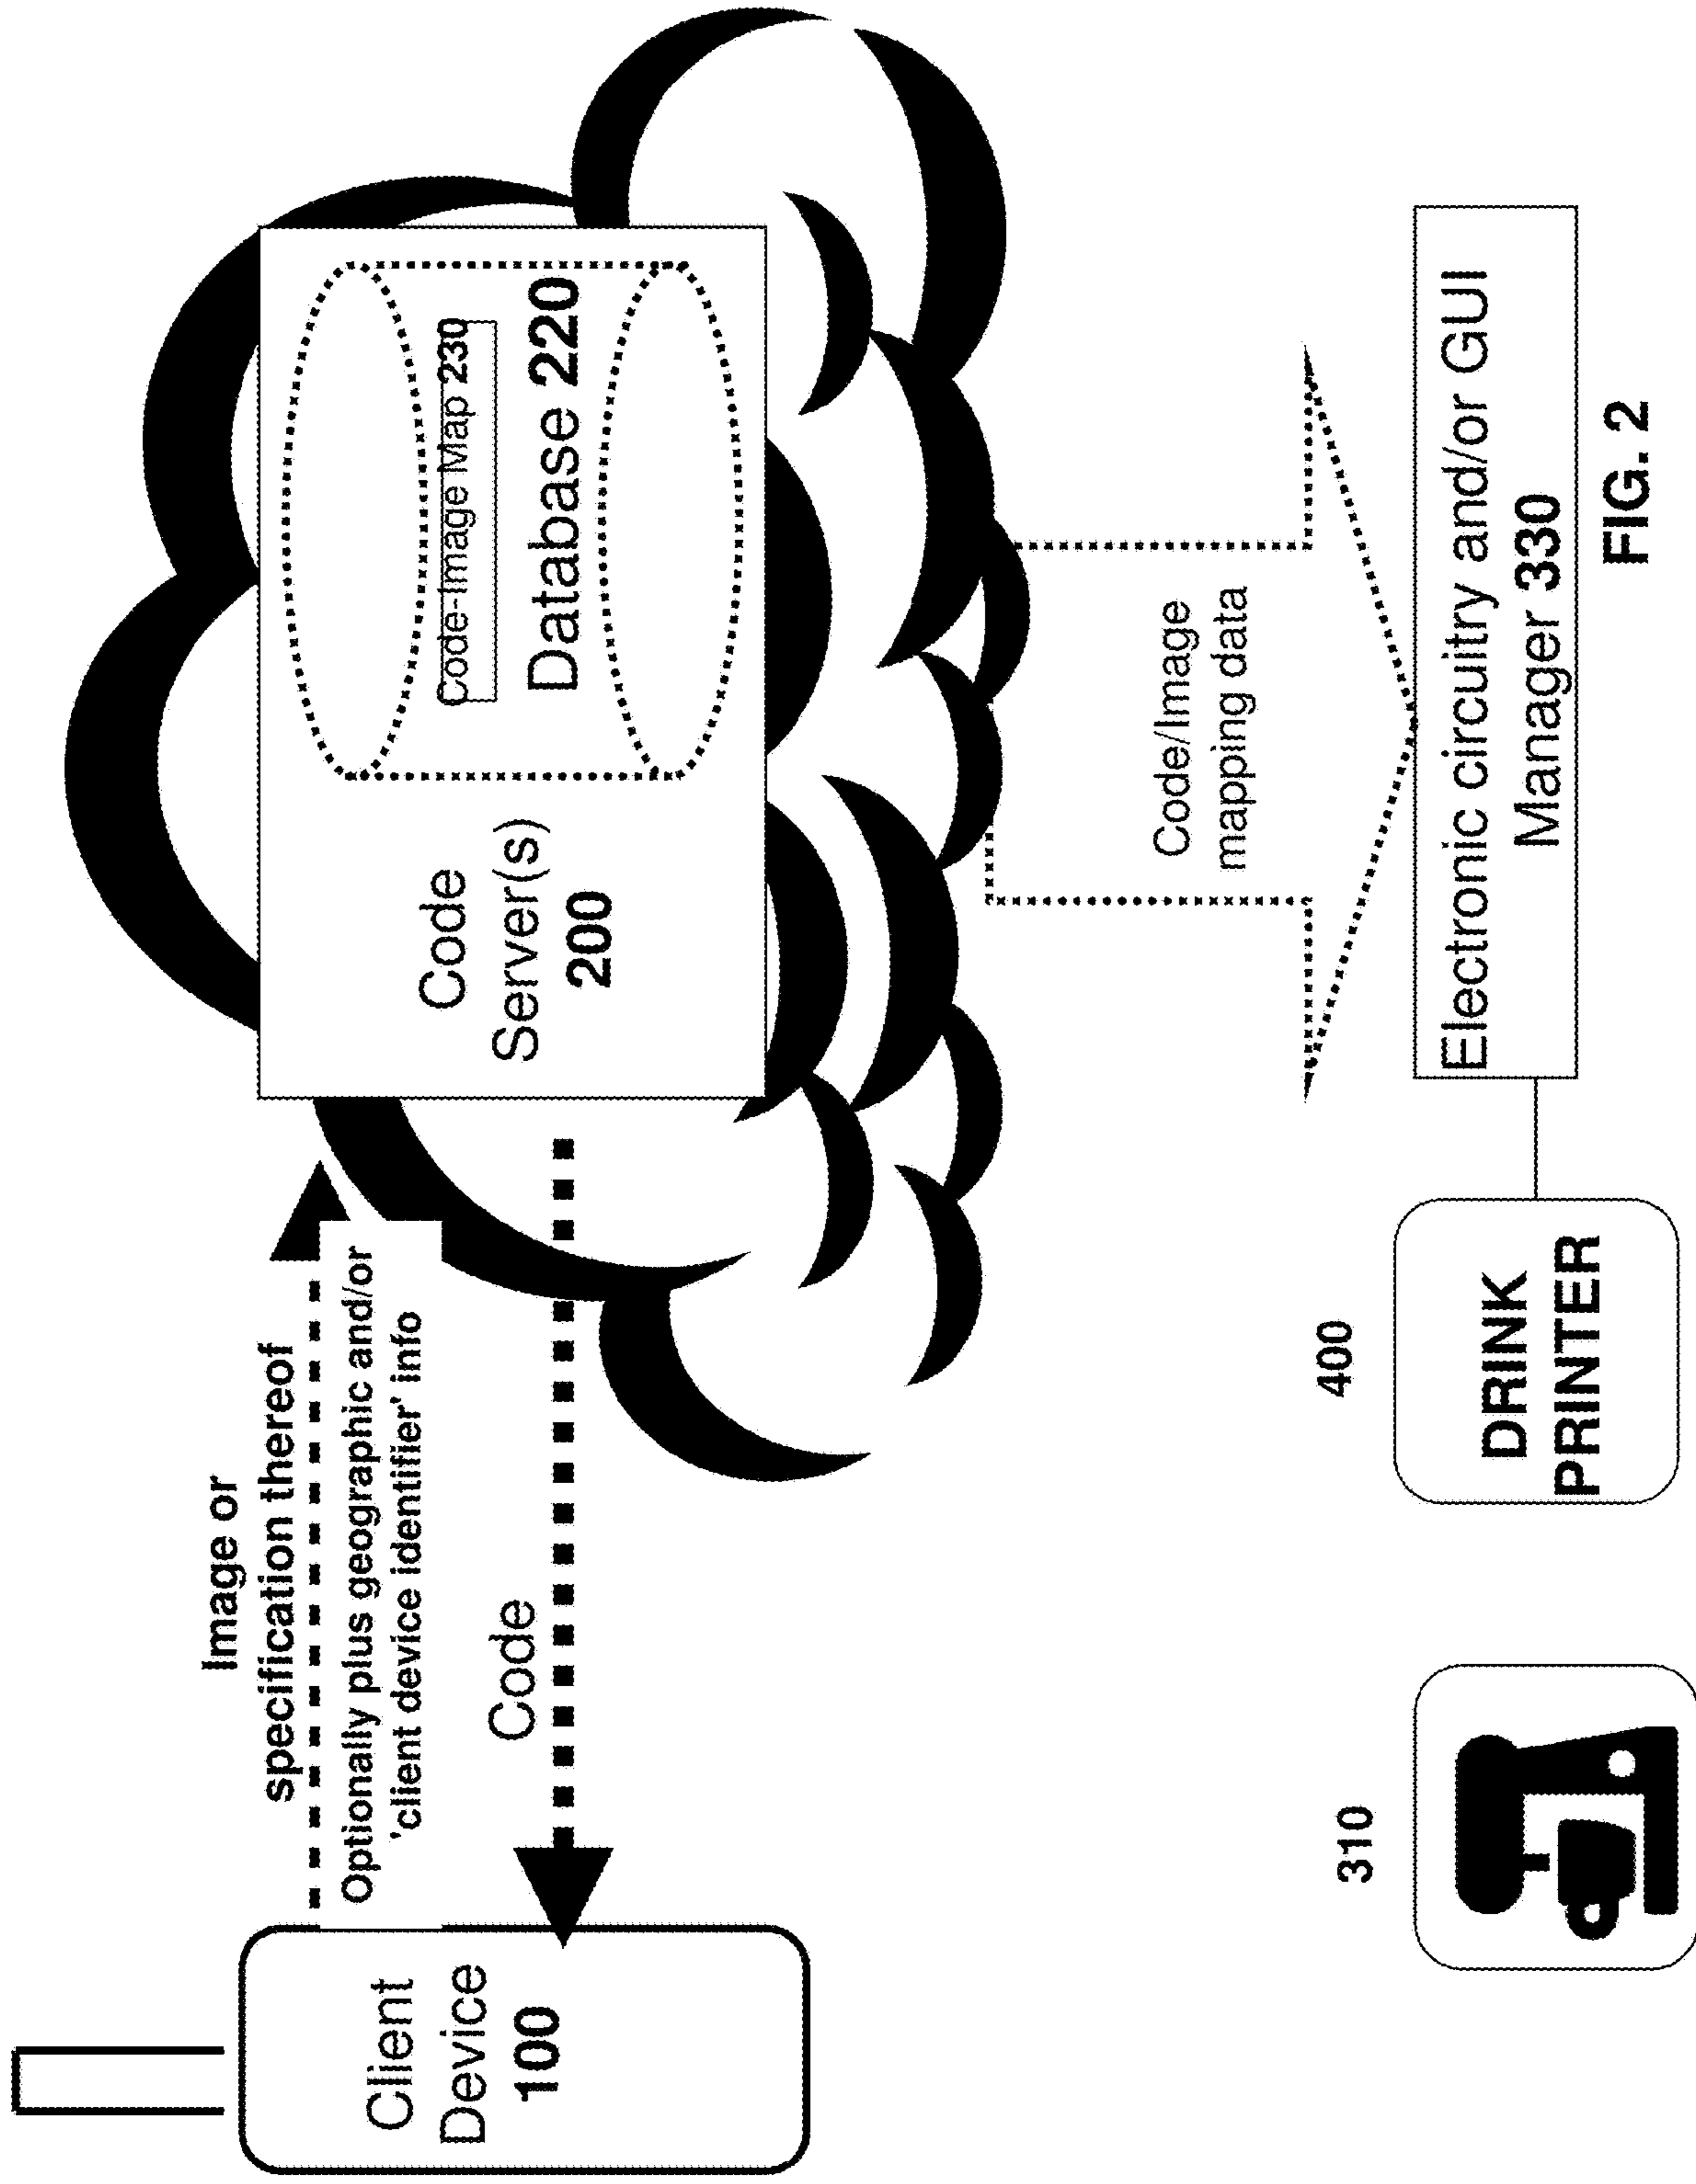 Image or
specification thereof
Optionally plus geographic and/or
'client device identifier' info
Code
Client
Device
100
Code
Server(s)
200
Code-Image Map 230
Database 220
Code/Image
mapping data
310
400
DRINK
PRINTER
Electronic circuitry and/or GUI
Manager 330
FIG. 2